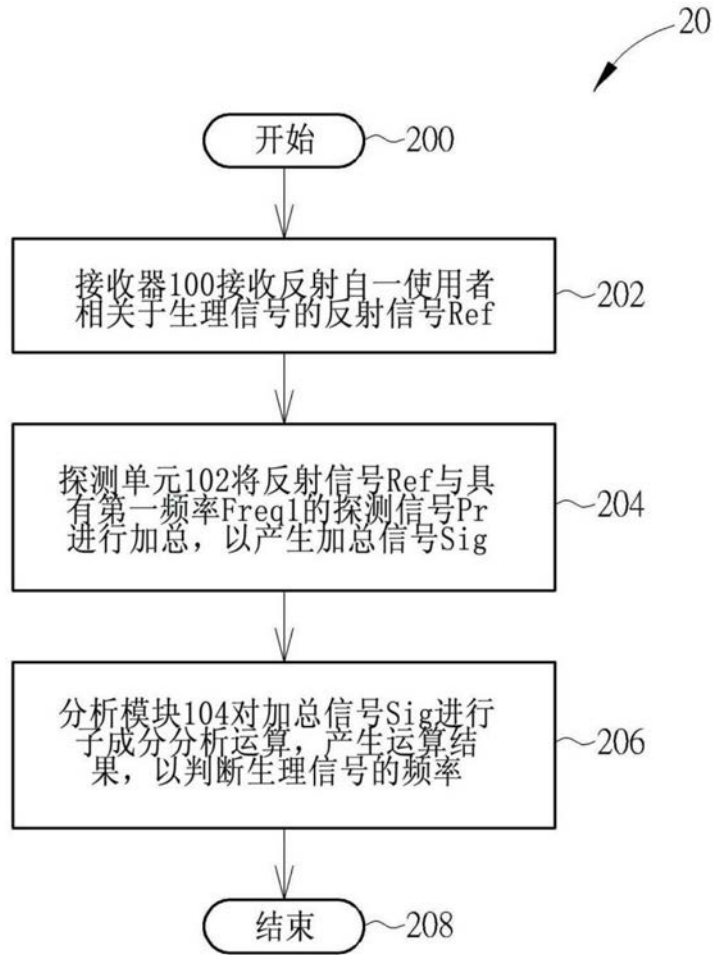 20
开始
200
接收器100接收反射自一使用者
相关于生理信号的反射信号Ref
202
探测单元102将反射信号Ref与具
有第一频率Freq1的探测信号Pr
进行加总，以产生加总信号Sig
204
分析模块104对加总信号Sig进行
子成分分析运算，产生运算结
果，以判断生理信号的频率
206
结束
208